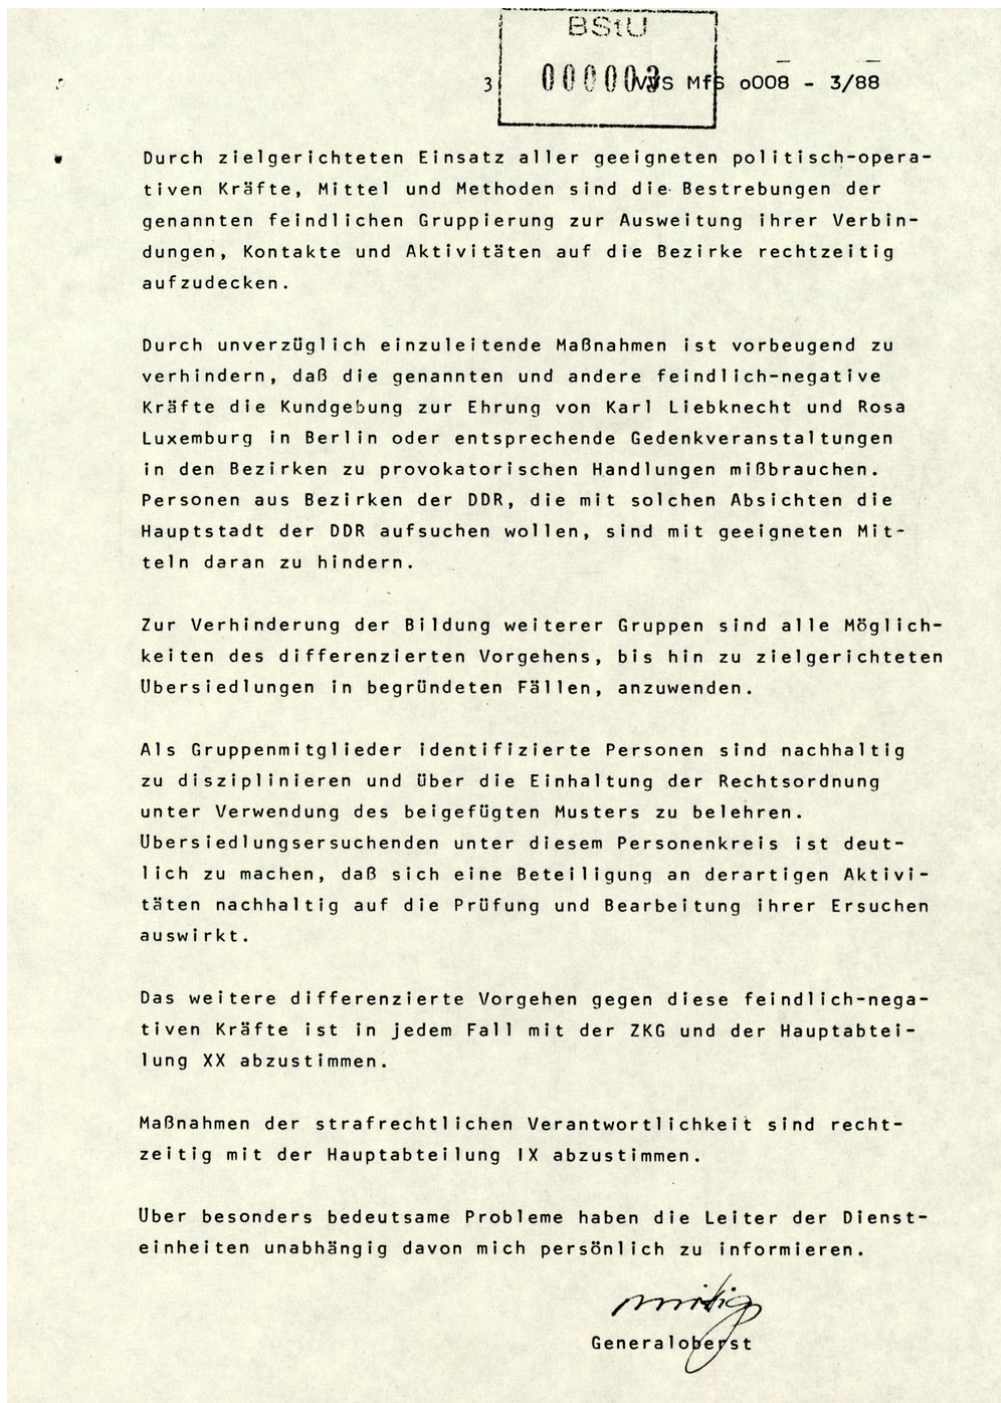 BStU
000003
3 VVS MfS o008 - 3/88
Durch zielgerichteten Einsatz aller geeigneten politisch-opera-
tiven Kräfte, Mittel und Methoden sind die Bestrebungen der
genannten feindlichen Gruppierung zur Ausweitung ihrer Verbin-
dungen, Kontakte und Aktivitäten auf die Bezirke rechtzeitig
aufzudecken.
Durch unverzüglich einzuleitende Maßnahmen ist vorbeugend zu
verhindern, daß die genannten und andere feindlich-negative
Kräfte die Kundgebung zur Ehrung von Karl Liebknecht und Rosa
Luxemburg in Berlin oder entsprechende Gedenkveranstaltungen
in den Bezirken zu provokatorischen Handlungen mißbrauchen.
Personen aus Bezirken der DDR, die mit solchen Absichten die
Hauptstadt der DDR aufsuchen wollen, sind mit geeigneten Mit-
teln daran zu hindern.
Zur Verhinderung der Bildung weiterer Gruppen sind alle Möglich-
keiten des differenzierten Vorgehens, bis hin zu zielgerichteten
Übersiedlungen in begründeten Fällen, anzuwenden.
Als Gruppenmitglieder identifizierte Personen sind nachhaltig
zu disziplinieren und über die Einhaltung der Rechtsordnung
unter Verwendung des beigefügten Musters zu belehren.
Übersiedlungsersuchenden unter diesem Personenkreis ist deut-
lich zu machen, daß sich eine Beteiligung an derartigen Aktivi-
täten nachhaltig auf die Prüfung und Bearbeitung ihrer Ersuchen
auswirkt.
Das weitere differenzierte Vorgehen gegen diese feindlich-nega-
tiven Kräfte ist in jedem Fall mit der ZKG und der Hauptabtei-
lung XX abzustimmen.
Maßnahmen der strafrechtlichen Verantwortlichkeit sind recht-
zeitig mit der Hauptabteilung IX abzustimmen.
Über besonders bedeutsame Probleme haben die Leiter der Dienst-
einheiten unabhängig davon mich persönlich zu informieren.
Mittig
Generaloberst